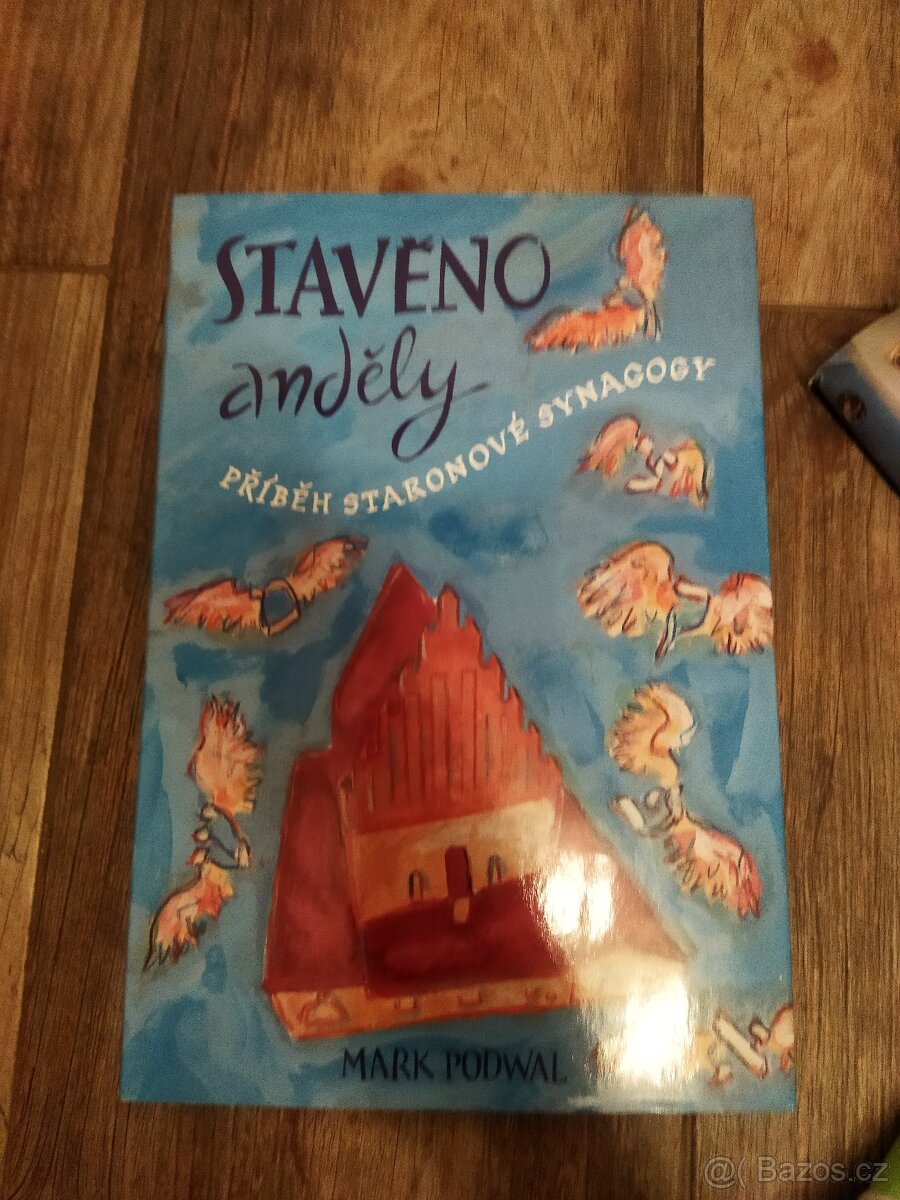 STAVĚNO
anděly
PŘÍBĚH STARONOVÉ SYNAGOGY
MARK PODWAL
@( Bazos.cz